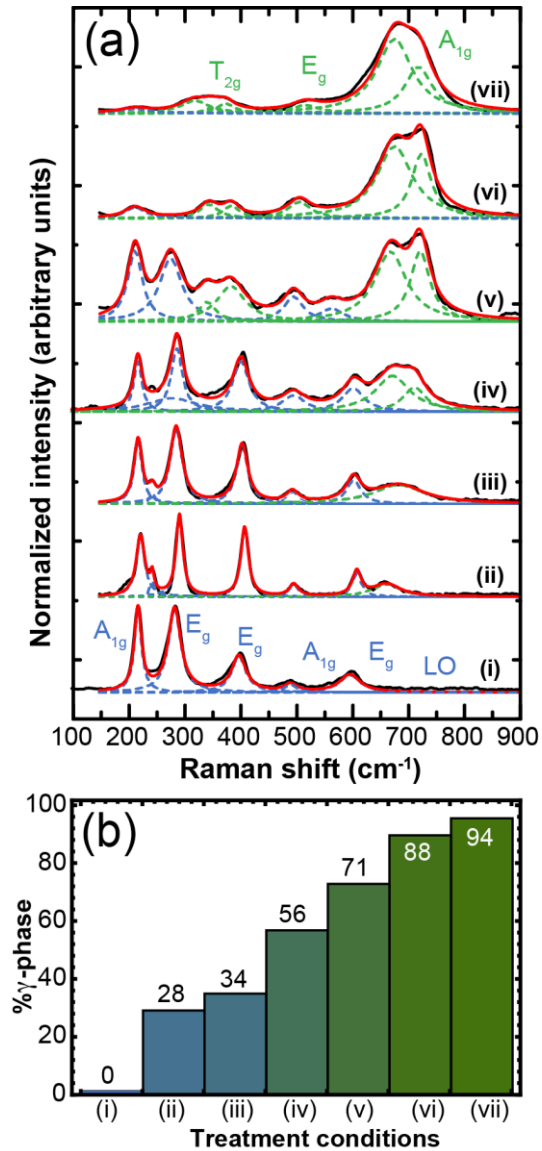 (a)
A1g
Eg
T2g
(vii)
(vi)
(v)
(iv)
(iii)
(ii)
A1g
Eg
Eg
A1g
Eg
LO
(i)
Normalized intensity (arbitrary units)
100 200 300 400 500 600 700 800 900
Raman shift (cm-1)
(b)
100
80
60
40
20
0
%γ-phase
0
28
34
56
71
88
94
(i) (ii) (iii) (iv) (v) (vi) (vii)
Treatment conditions